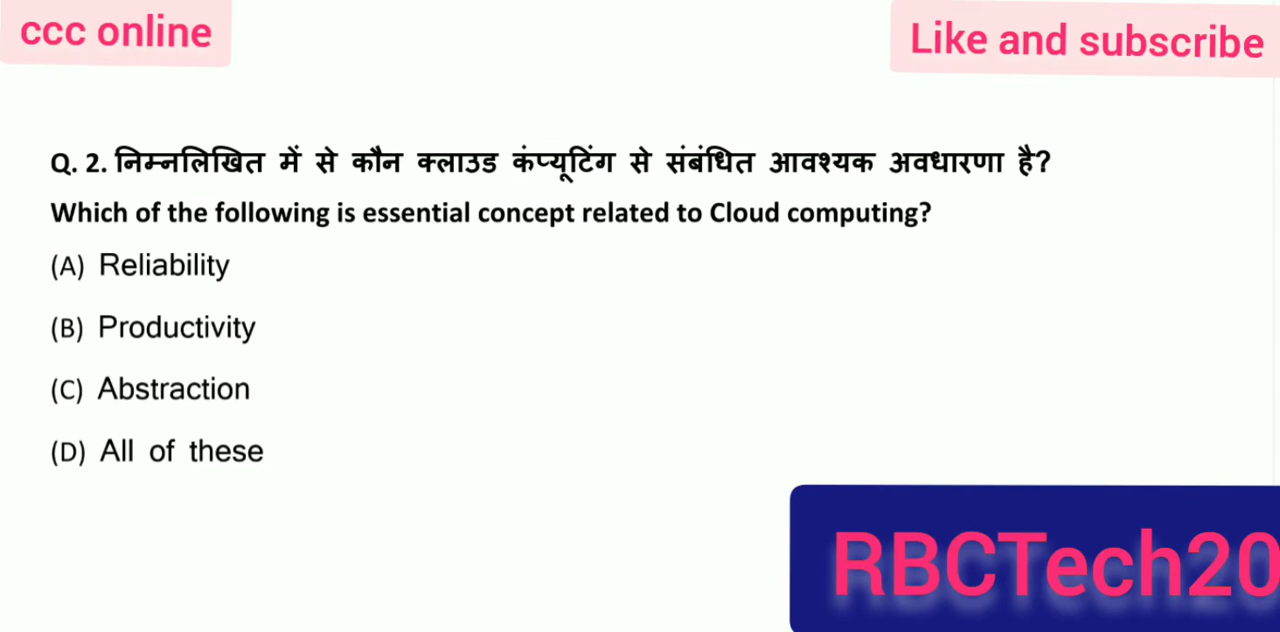 ccc online
Like and subscribe
Q. 2. निम्नलिखित में से कौन क्लाउड कंप्यूटिंग से संबंधित आवश्यक अवधारणा है?
Which of the following is essential concept related to Cloud computing?
(A) Reliability
(B) Productivity
(C) Abstraction
(D) All of these
RBCTech20